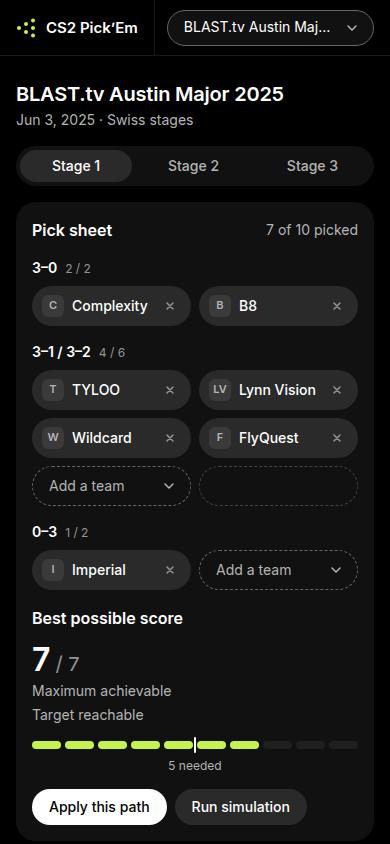 CS2 Pick'Em
BLAST.tv Austin Maj...
BLAST.tv Austin Major 2025
Jun 3, 2025 · Swiss stages
Stage 1 Stage 2 Stage 3
Pick sheet 7 of 10 picked
3–0 2 / 2
C Complexity × B B8 ×
3–1 / 3–2 4 / 6
T TYLOO × LV Lynn Vision ×
W Wildcard × F FlyQuest ×
Add a team
0–3 1 / 2
I Imperial × Add a team
Best possible score
7 / 7
Maximum achievable
Target reachable
5 needed
Apply this path Run simulation